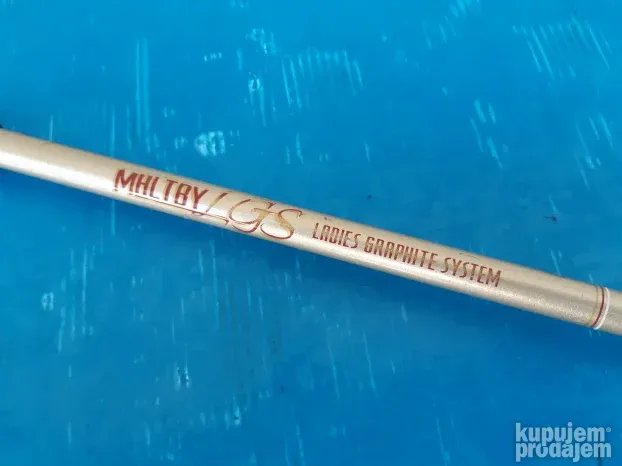 MALTBY LGS LADIES GRAPHITE SYSTEM
kupujem
prodajem